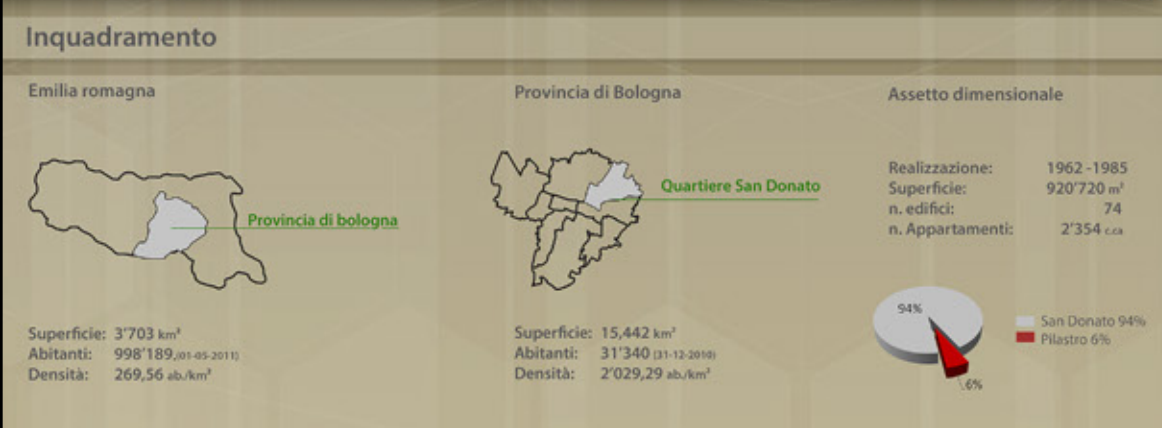 Inquadramento
Emilia romagna
Provincia di bologna
Superficie: 3'703 km²
Abitanti: 998'189,(01-05-2011)
Densità: 269,56 ab./km²
Provincia di Bologna
Quartiere San Donato
Superficie: 15,442 km²
Abitanti: 31'340 (31-12-2010)
Densità: 2'029,29 ab./km²
Assetto dimensionale
Realizzazione: 1962 -1985
Superficie: 920'720 m²
n. edifici: 74
n. Appartamenti: 2'354 c.ca
94%
6%
San Donato 94%
Pilastro 6%